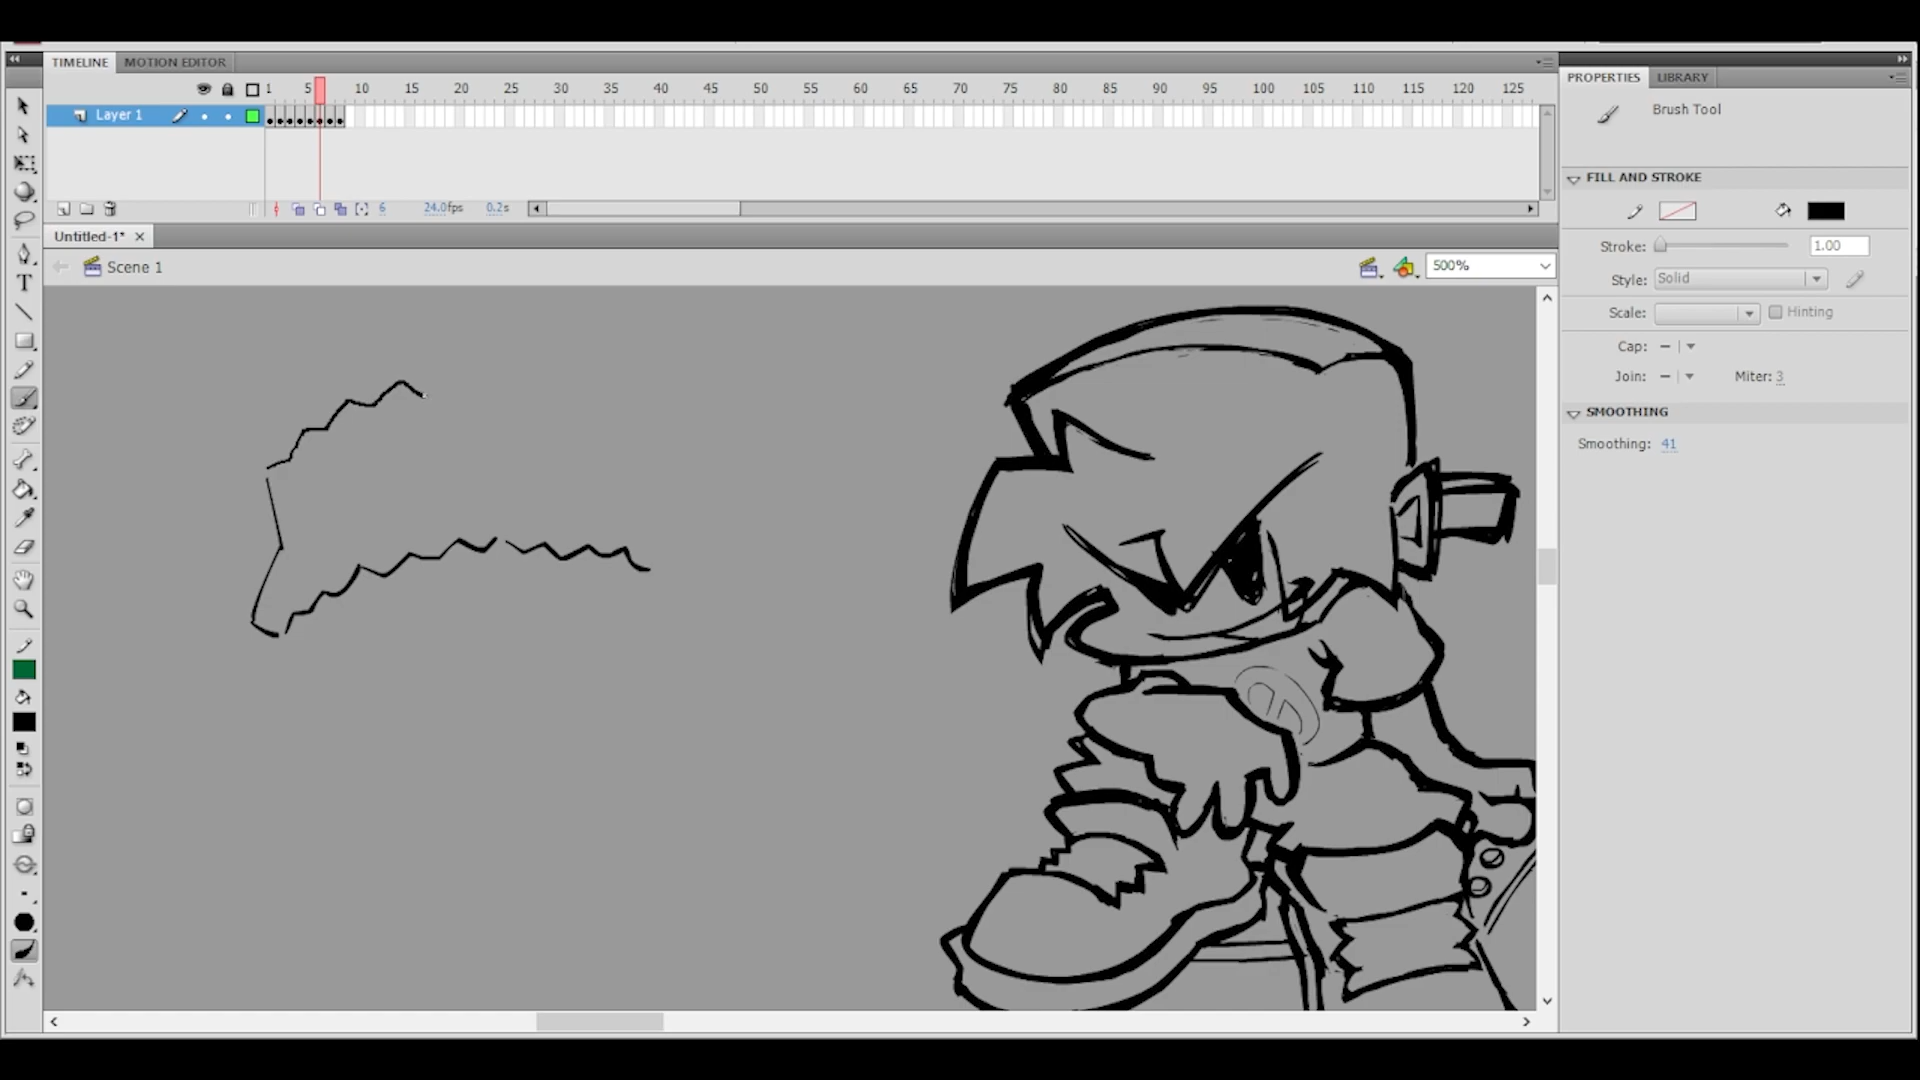 TIMELINE MOTION EDITOR
1 5 10 15 20 25 30 35 40 45 50 55 60 65 70 75 80 85 90 95 100 105 110 115 120 125
Layer 1
6 24.0fps 0.2s
Untitled-1*
Scene 1
500%
PROPERTIES LIBRARY
Brush Tool
FILL AND STROKE
Stroke: 1.00
Style: Solid
Scale: Hinting
Cap:
Join: Miter: 3
SMOOTHING
Smoothing: 41